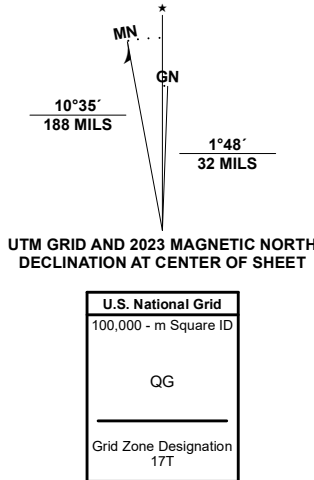 ★
MN
GN
10°35´
188 MILS
1°48´
32 MILS
UTM GRID AND 2023 MAGNETIC NORTH
DECLINATION AT CENTER OF SHEET
U.S. National Grid
100,000 - m Square ID
QG
Grid Zone Designation
17T